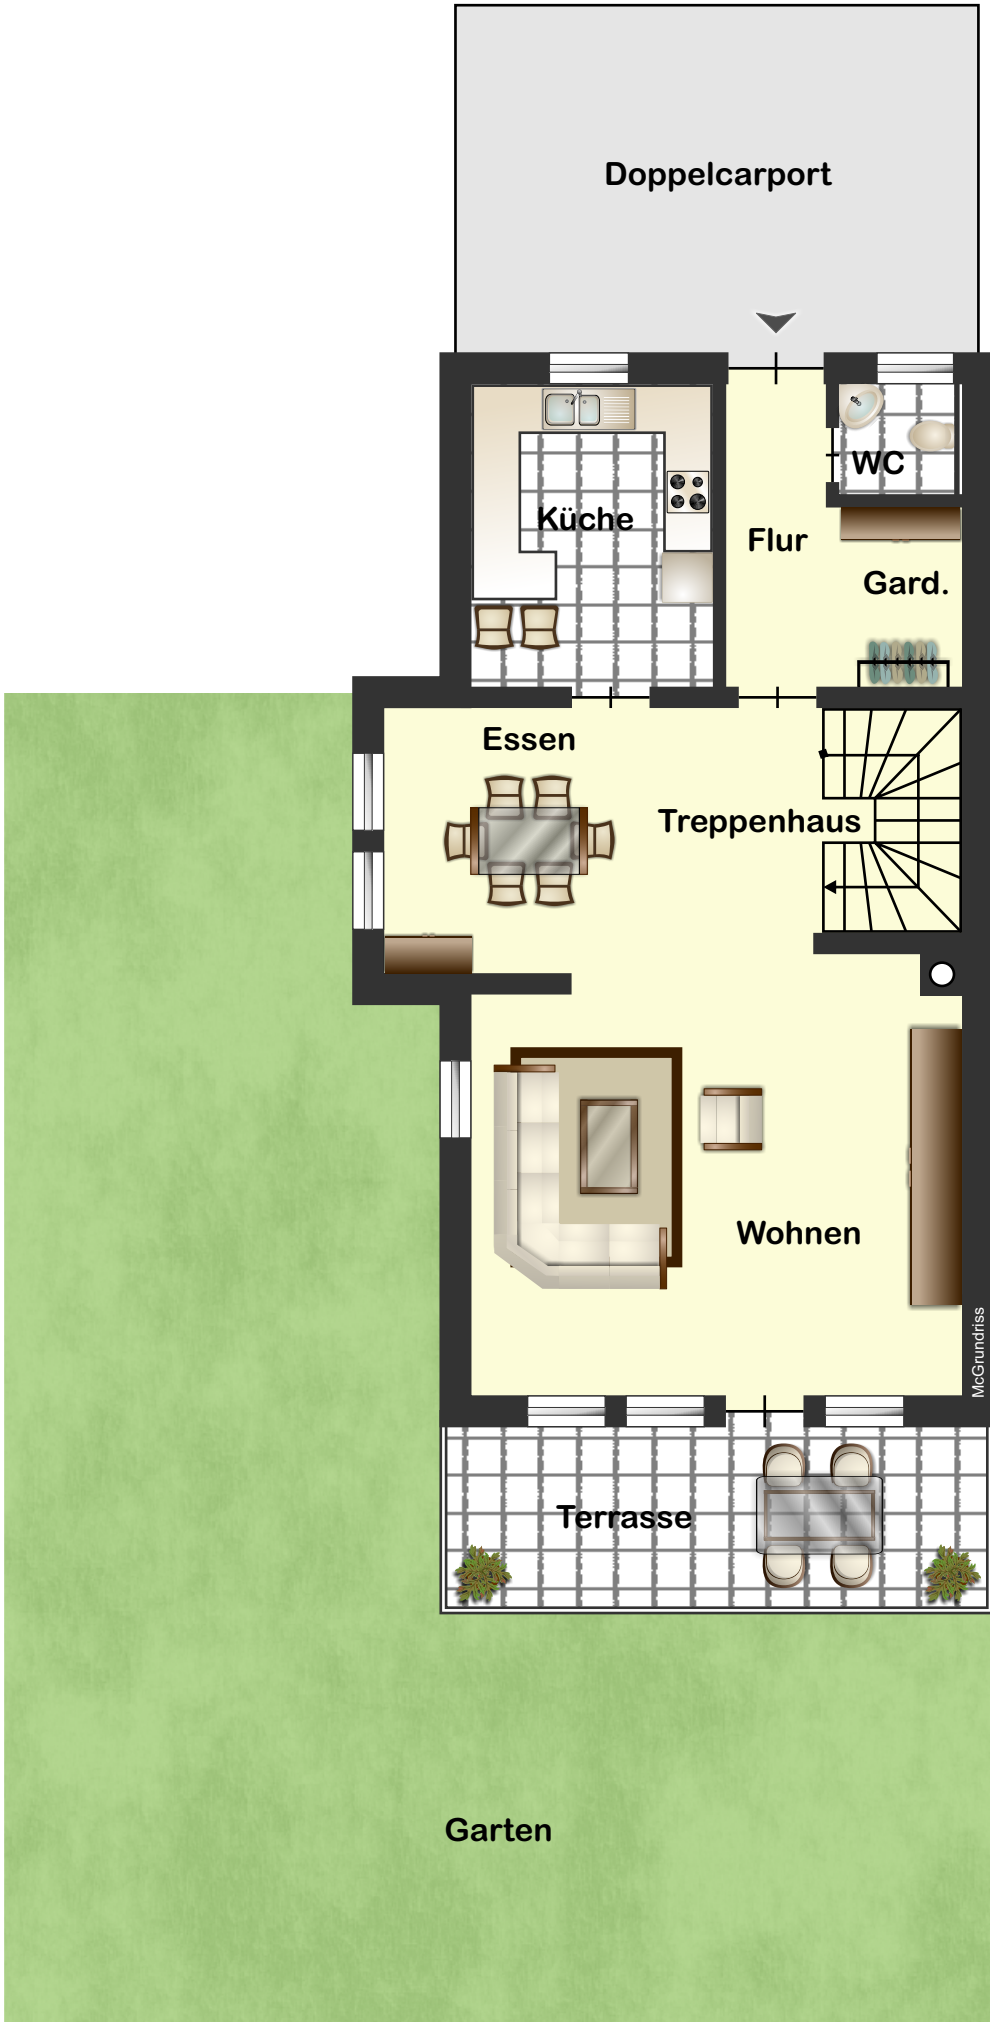 Doppelcarport
WC
Küche
Flur
Gard.
Essen
Treppenhaus
Wohnen
McGrundriss
Terrasse
Garten